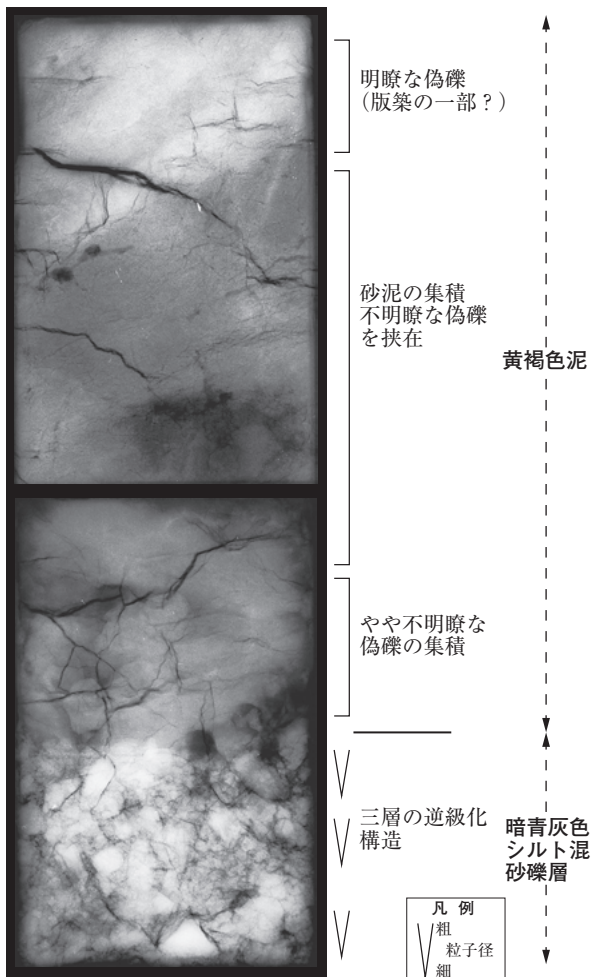 明瞭な偽礫
（版築の一部？）
砂泥の集積
不明瞭な偽礫
を挟在
黄褐色泥
やや不明瞭な
偽礫の集積
三層の逆級化
構造
暗青灰色
シルト混
砂礫層
凡 例
粗
粒子径
細